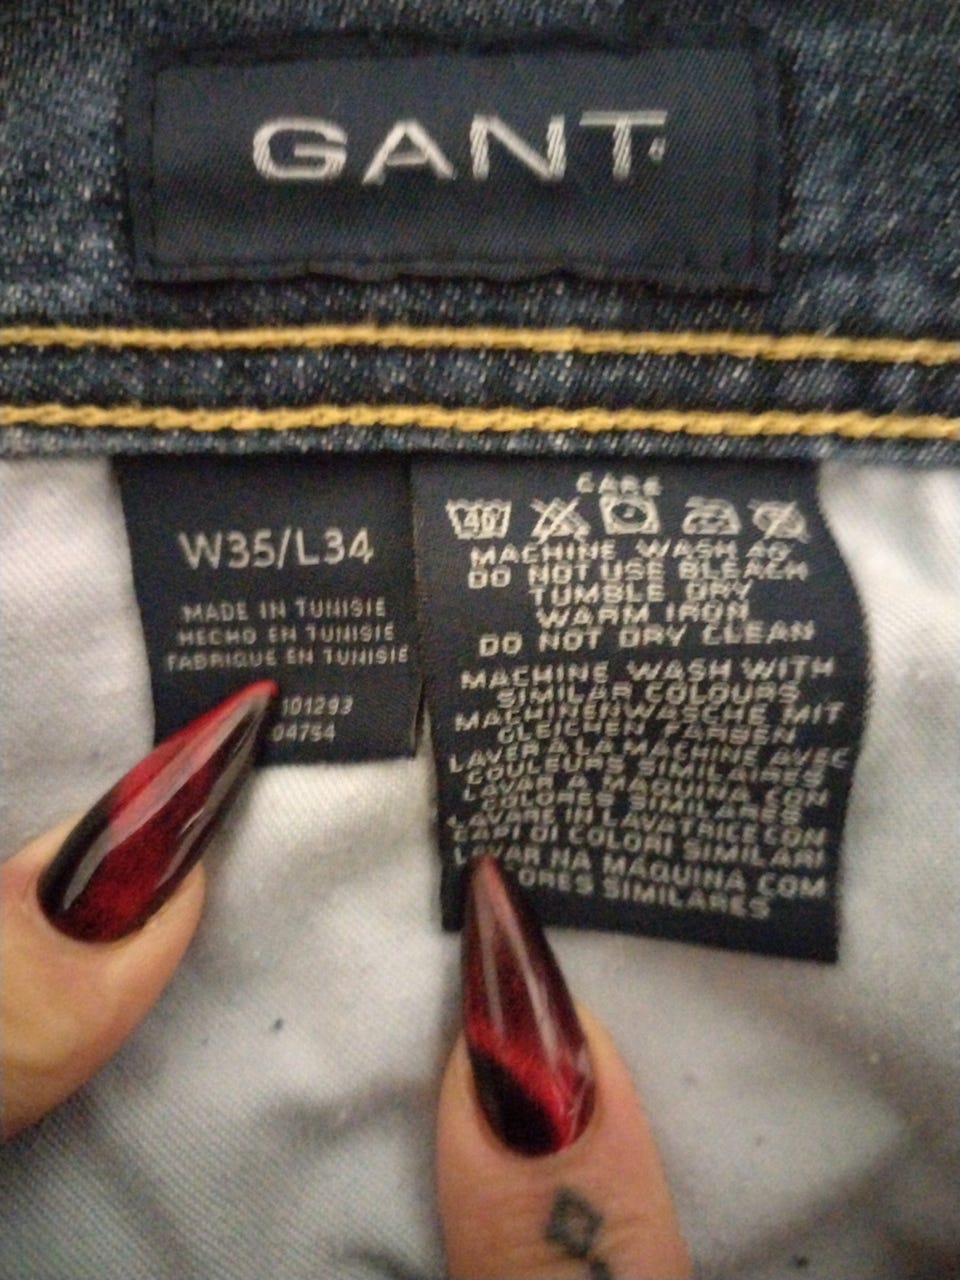 GANT
W35/L34
MADE IN TUNISIE
HECHO EN TUNISIE
FABRIQUE EN TUNISIE
101293
04754
CARE
40
MACHINE WASH 40
DO NOT USE BLEACH
TUMBLE DRY
WARM IRON
DO NOT DRY CLEAN
MACHINE WASH WITH
SIMILAR COLOURS
MACHINENWASCHE MIT
GLEICHEN FARBEN
LAVER A LA MACHINE AVEC
COULEURS SIMILAIRES
LAVAR A MAQUINA CON
COLORES SIMILARES
LAVARE IN LAVATRICE CON
CAPI DI COLORI SIMILARI
LAVAR NA MAQUINA COM
ORES SIMILARES